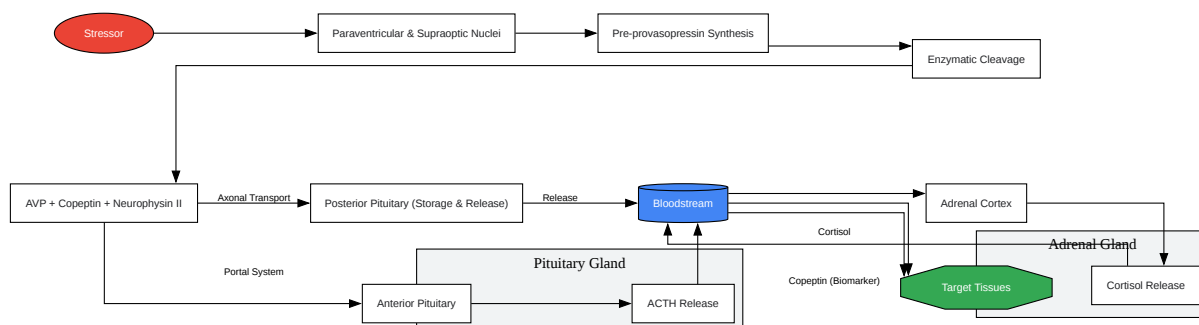 Stressor
Paraventricular & Supraoptic Nuclei
Pre-provasopressin Synthesis
Enzymatic Cleavage
AVP + Copeptin + Neurophysin II
Axonal Transport
Posterior Pituitary (Storage & Release)
Release
Bloodstream
Adrenal Cortex
Cortisol
Adrenal Gland
Portal System
Pituitary Gland
Copeptin (Biomarker)
Target Tissues
Cortisol Release
Anterior Pituitary
ACTH Release